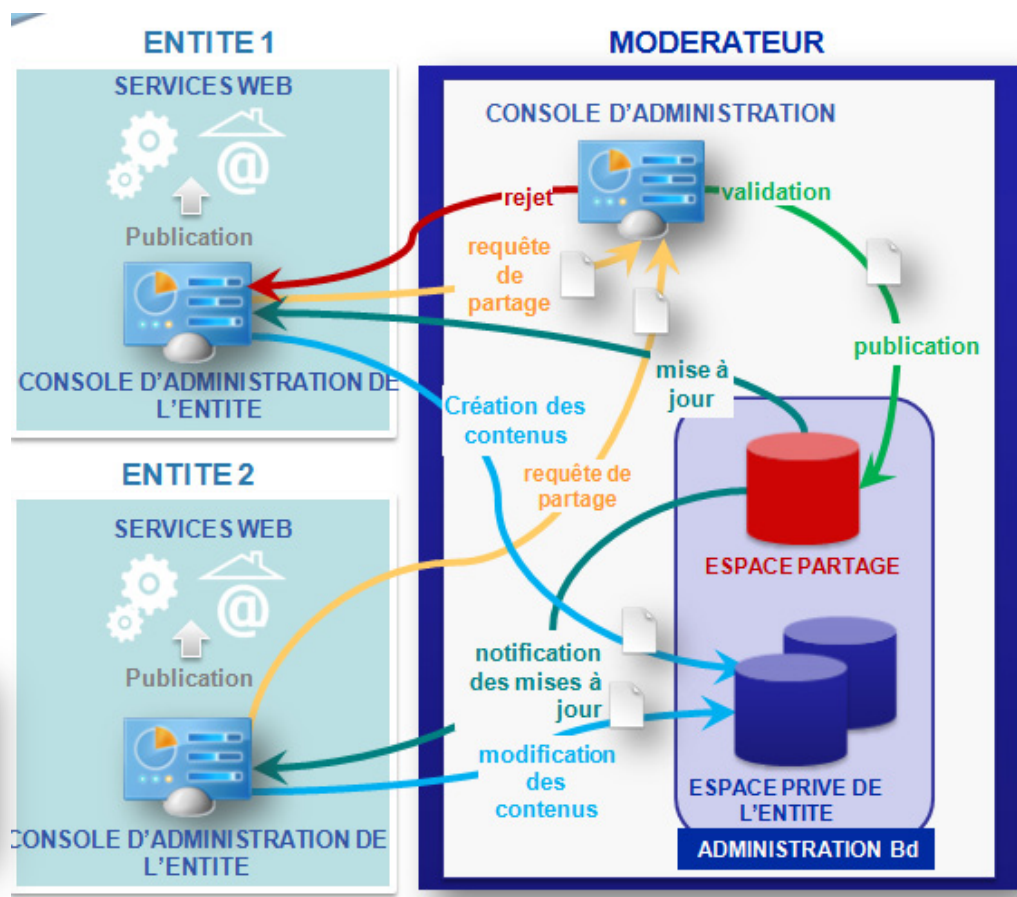 ENTITE 1
SERVICES WEB
@
Publication
CONSOLE D'ADMINISTRATION DE
L'ENTITE
ENTITE 2
SERVICES WEB
@
Publication
CONSOLE D'ADMINISTRATION DE
L'ENTITE
MODERATEUR
CONSOLE D'ADMINISTRATION
rejet
validation
requête
de
partage
publication
mise à
jour
Création des
contenus
requête de
partage
ESPACE PARTAGE
notification
des mises à
jour
modification
des
contenus
ESPACE PRIVE DE
L'ENTITE
ADMINISTRATION Bd